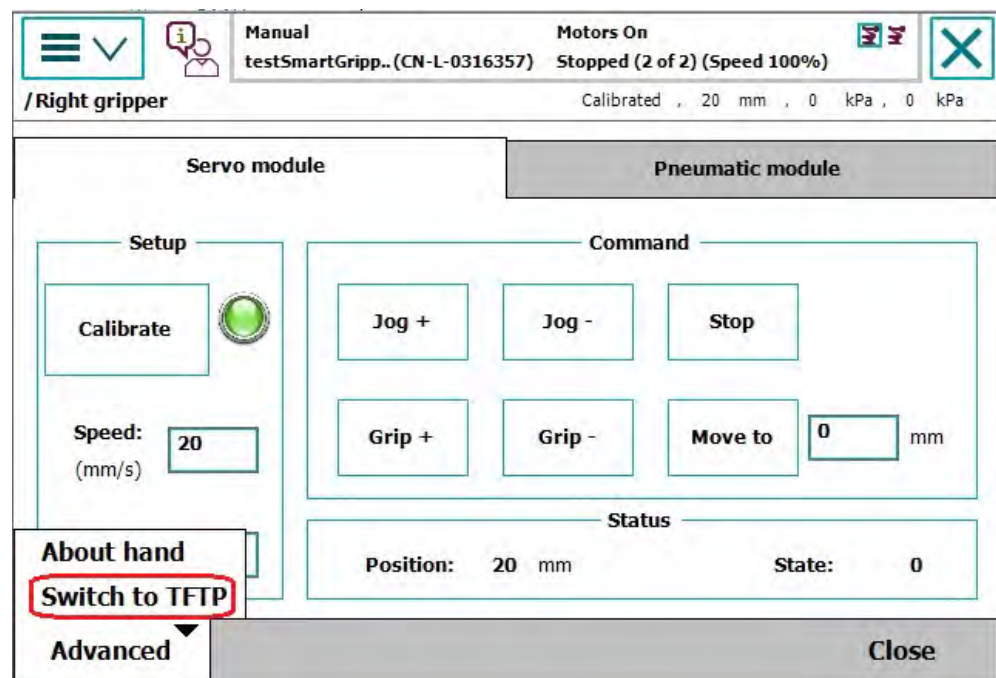 Manual
Motors On
testSmartGripp..(CN-L-0316357)
Stopped (2 of 2) (Speed 100%)
/Right gripper
Calibrated , 20 mm , 0 kPa , 0 kPa
Servo module
Pneumatic module
Setup
Calibrate
Speed:
(mm/s)
20
Command
Jog +
Jog -
Stop
Grip +
Grip -
Move to
0
mm
Status
Position: 20 mm
State: 0
About hand
Switch to TFTP
Advanced
Close